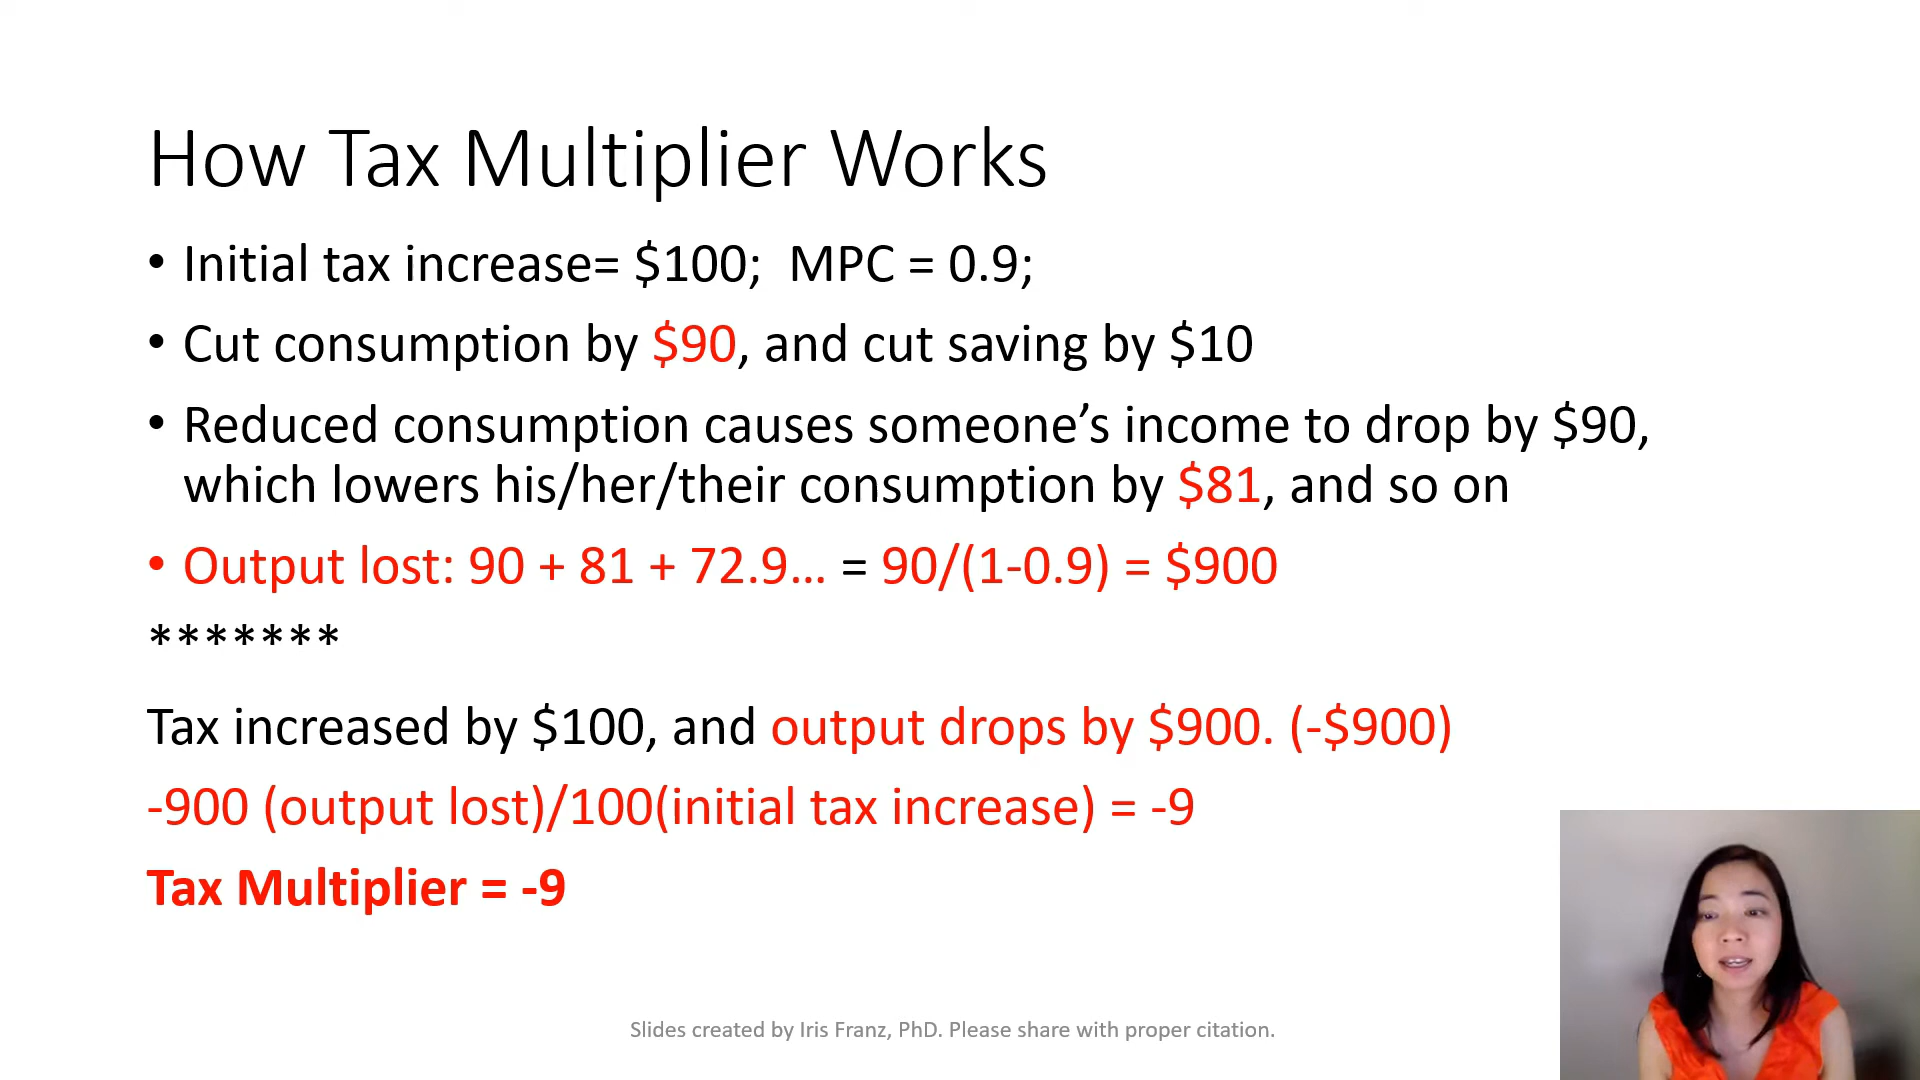 How Tax Multiplier Works
• Initial tax increase= $100;  MPC = 0.9;
• Cut consumption by $90, and cut saving by $10
• Reduced consumption causes someone’s income to drop by $90,
which lowers his/her/their consumption by $81, and so on
• Output lost: 90 + 81 + 72.9… = 90/(1-0.9) = $900
*******
Tax increased by $100, and output drops by $900. (-$900)
-900 (output lost)/100(initial tax increase) = -9
Tax Multiplier = -9
Slides created by Iris Franz, PhD. Please share with proper citation.